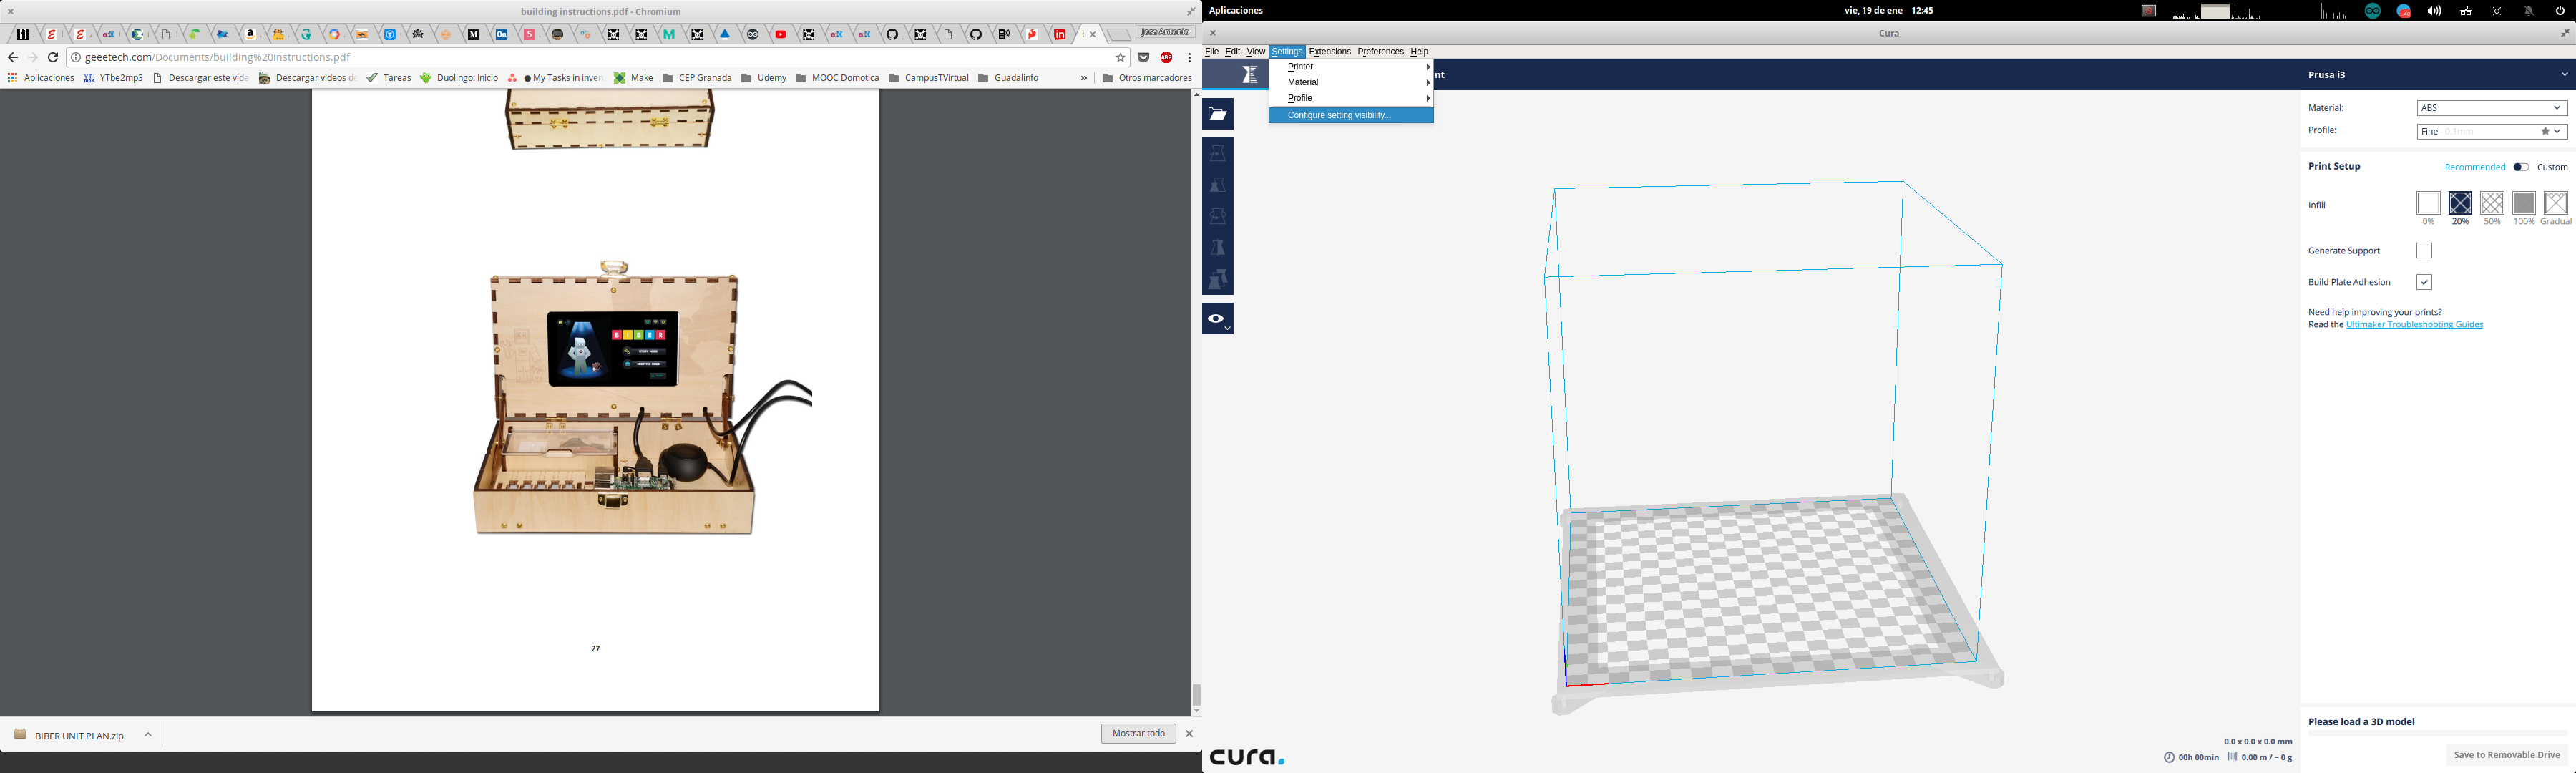 building instructions.pdf - Chromium
Jose Antonio
geeetech.com/Documents/building%20instructions.pdf
Aplicaciones
YTbe2mp3
Descargar este víde
Descargar videos d
Tareas
Duolingo: Inicio
My Tasks in inven
Make
CEP Granada
Udemy
MOOC Domotica
CampusTVirtual
Guadalinfo
»
Otros marcadores
BIBER
27
BIBER UNIT PLAN.zip
Mostrar todo
Aplicaciones
vie, 19 de ene 12:45
Cura
File Edit View Settings Extensions Preferences Help
Printer
Material
Profile
Configure setting visibility...
nt
Prusa i3
Material:
ABS
Profile:
Fine 0.1mm
Print Setup
Recommended
Custom
Infill
0%
20%
50%
100%
Gradual
Generate Support
Build Plate Adhesion
Need help improving your prints?
Read the Ultimaker Troubleshooting Guides
Please load a 3D model
0.0 x 0.0 x 0.0 mm
00h 00min
0.00 m / ~ 0 g
Save to Removable Drive
cura.